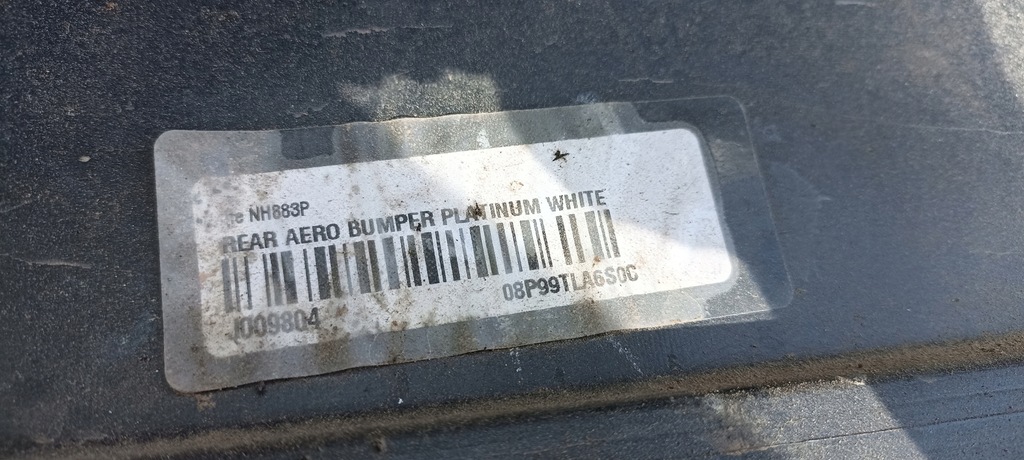 NH883P
REAR AERO BUMPER PLATINUM WHITE
08P99TLA6S0C
J009804